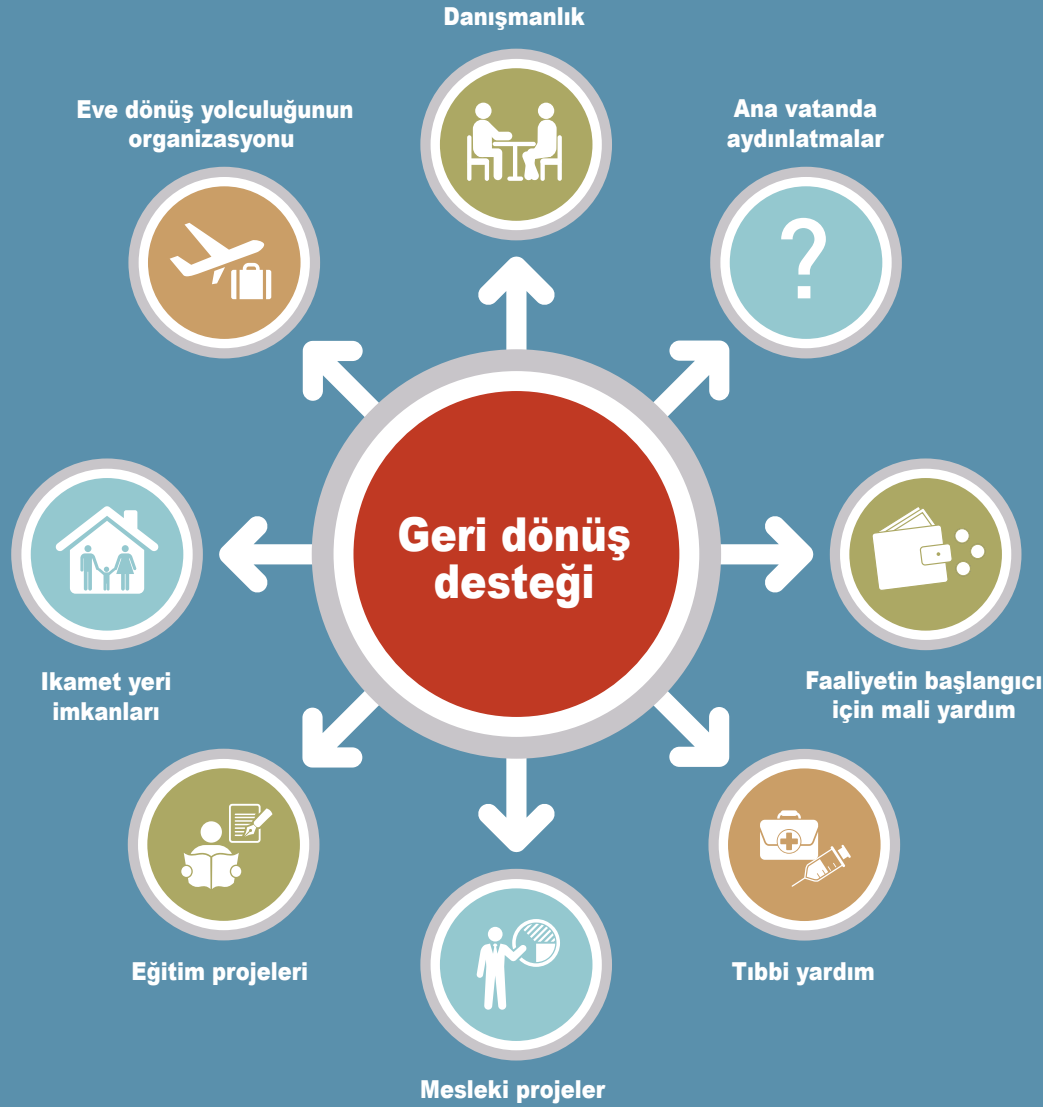 Danışmanlık
Eve dönüş yolculuğunun
organizasyonu
Ana vatanda
aydınlatmalar
?
Geri dönüş
desteği
Ikamet yeri
imkanları
Faaliyetin başlangıcı
için mali yardım
Eğitim projeleri
Tıbbi yardım
Mesleki projeler